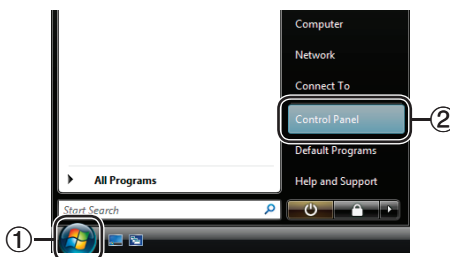 Computer
Network
Connect To
Control Panel
②
Default Programs
All Programs
Help and Support
Start Search
①